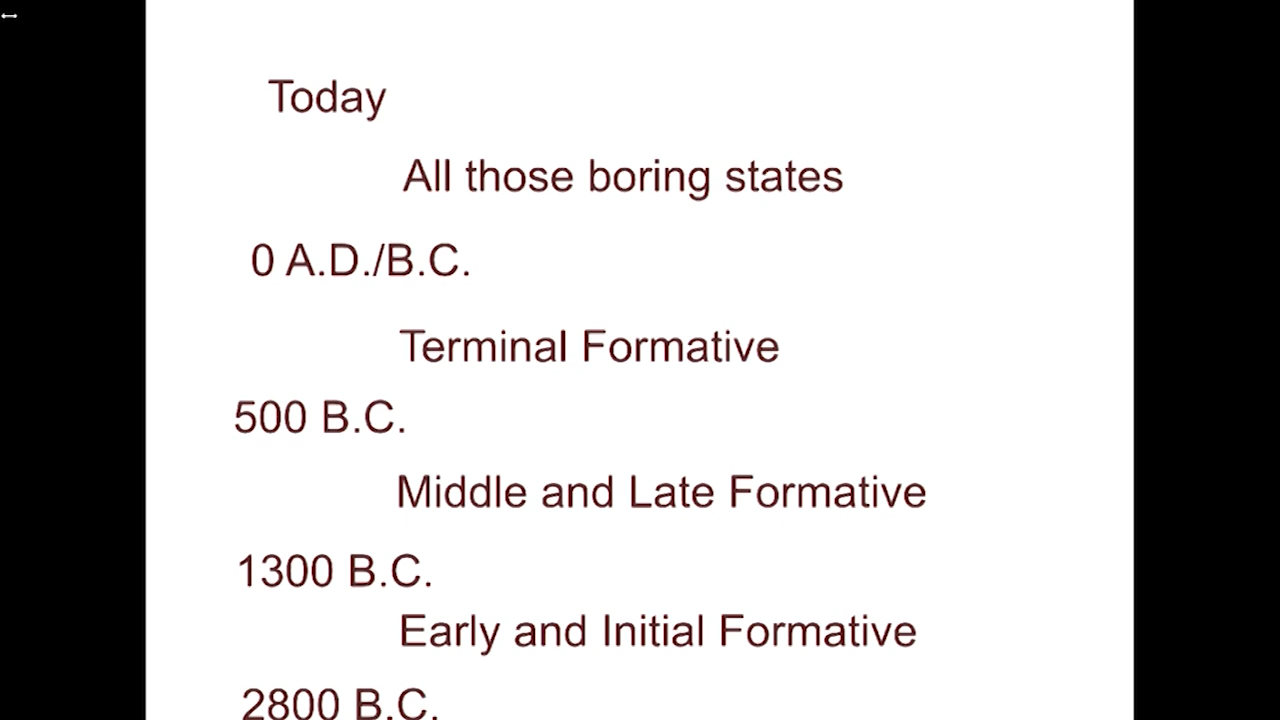 Today
All those boring states
0 A.D./B.C.
Terminal Formative
500 B.C.
Middle and Late Formative
1300 B.C.
Early and Initial Formative
2800 B.C.